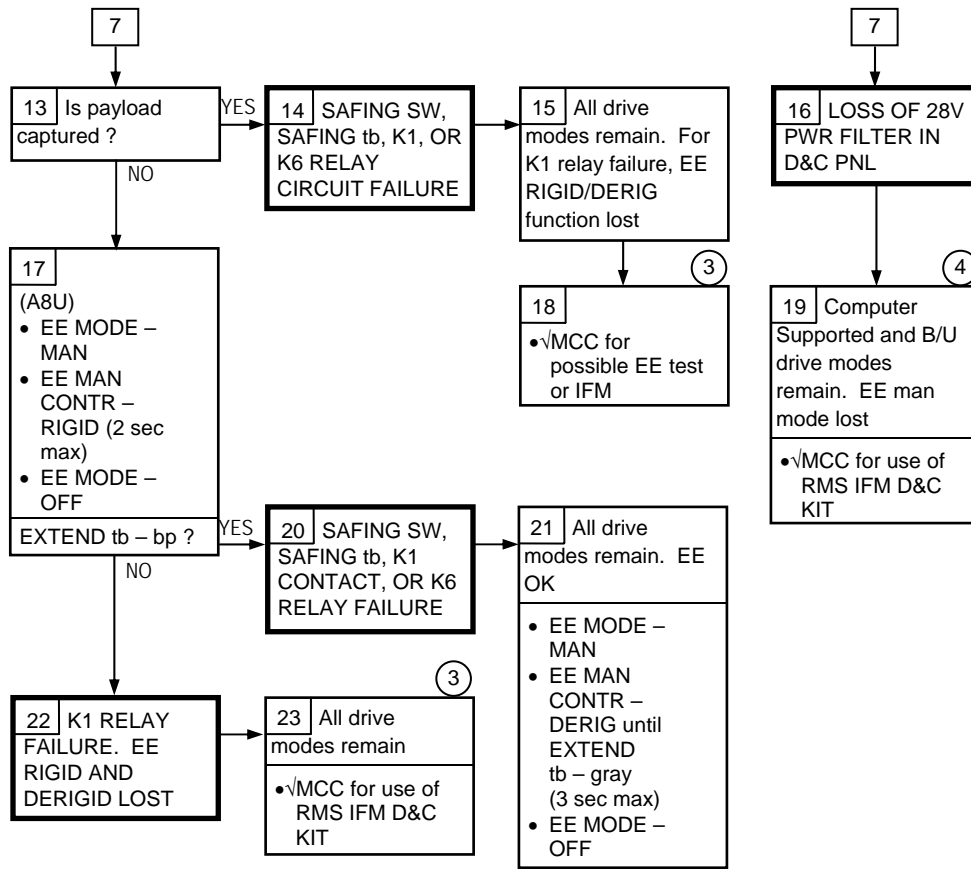 7
13 Is payload
captured ?
YES
NO
14 SAFING SW,
SAFING tb, K1, OR
K6 RELAY
CIRCUIT FAILURE
15 All drive
modes remain. For
K1 relay failure, EE
RIGID/DERIG
function lost
7
16 LOSS OF 28V
PWR FILTER IN
D&C PNL
17
(A8U)
• EE MODE –
MAN
• EE MAN
CONTR –
RIGID (2 sec
max)
• EE MODE –
OFF
EXTEND tb – bp ?
YES
NO
3
18
•√MCC for
possible EE test
or IFM
4
19 Computer
Supported and B/U
drive modes
remain. EE man
mode lost
•√MCC for use of
RMS IFM D&C
KIT
20 SAFING SW,
SAFING tb, K1
CONTACT, OR K6
RELAY FAILURE
21 All drive
modes remain. EE
OK
• EE MODE –
MAN
• EE MAN
CONTR –
DERIG until
EXTEND
tb – gray
(3 sec max)
• EE MODE –
OFF
22 K1 RELAY
FAILURE. EE
RIGID AND
DERIGID LOST
3
23 All drive
modes remain
•√MCC for use of
RMS IFM D&C
KIT